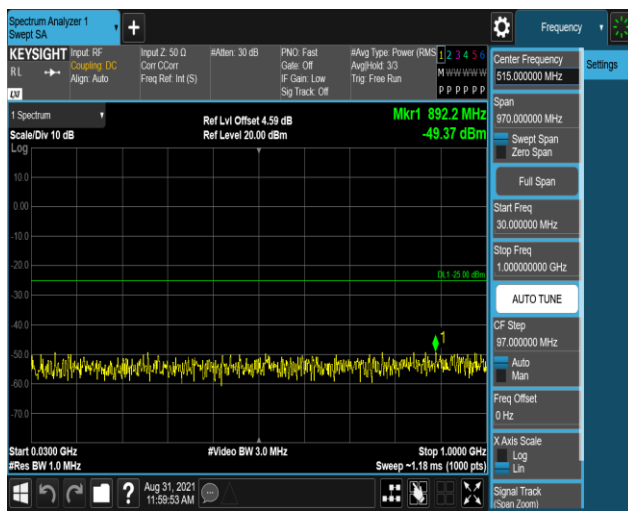 Spectrum Analyzer 1
Swept SA
+
Frequency
KEYSIGHT
RL
LXI
Input: RF
Coupling: DC
Align: Auto
Input Z: 50 Ω
Corr CCorr
Freq Ref: Int (S)
#Atten: 30 dB
PNO: Fast
Gate: Off
IF Gain: Low
Sig Track: Off
#Avg Type: Power (RMS
Avg|Hold: 3/3
Trig: Free Run
1 2 3 4 5 6
M W W W W W
P P P P P P
Center Frequency
515.000000 MHz
Settings
Span
970.000000 MHz
Swept Span
Zero Span
Full Span
Start Freq
30.000000 MHz
Stop Freq
1.000000000 GHz
AUTO TUNE
CF Step
97.000000 MHz
Auto
Man
Freq Offset
0 Hz
X Axis Scale
Log
Lin
Signal Track
(Span Zoom)
1 Spectrum
Scale/Div 10 dB
Log
Ref Lvl Offset 4.59 dB
Ref Level 20.00 dBm
Mkr1 892.2 MHz
-49.37 dBm
10.0
0.00
-10.0
-20.0
DL1 -25.00 dBm
-30.0
-40.0
1
-50.0
-60.0
-70.0
Start 0.0300 GHz
#Res BW 1.0 MHz
#Video BW 3.0 MHz
Stop 1.0000 GHz
Sweep ~1.18 ms (1000 pts)
?
Aug 31, 2021
11:59:53 AM